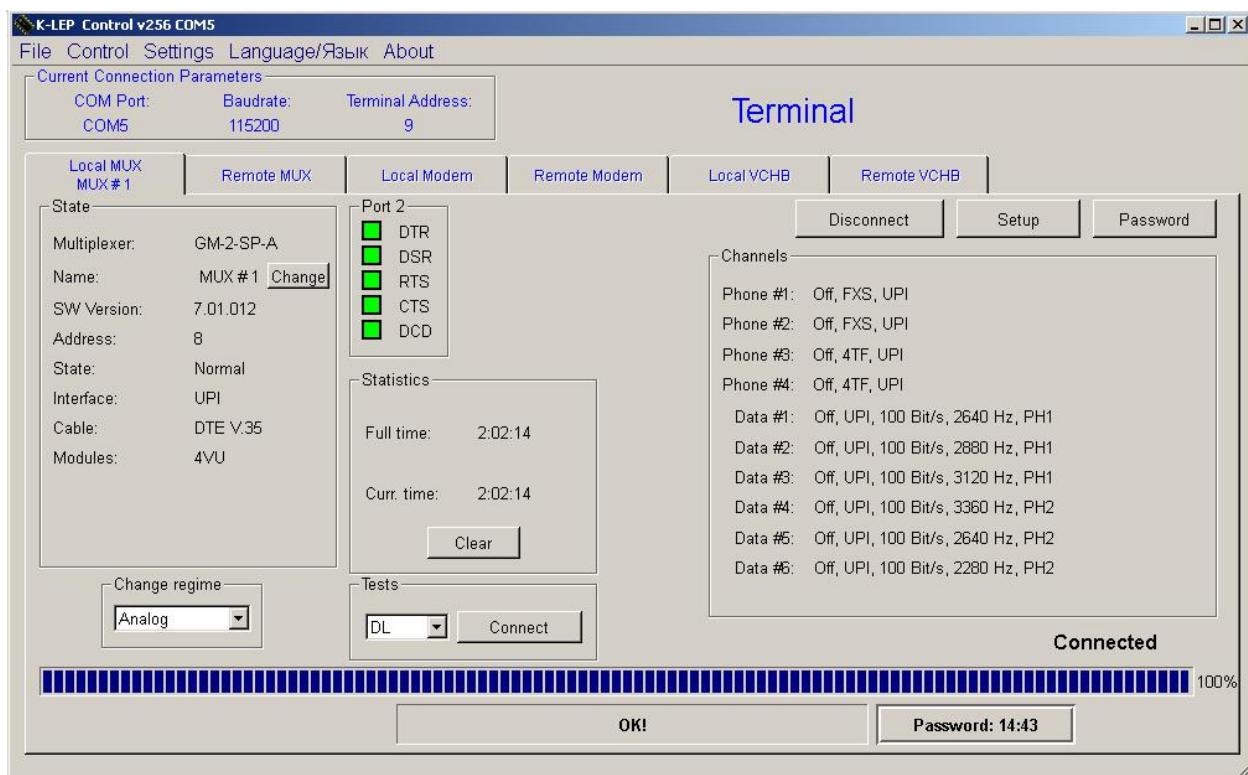 K-LEP Control v256 COM5
File Control Settings Language/Язык About
Current Connection Parameters
COM Port: Baudrate: Terminal Address:
COM5 115200 9
Terminal
Local MUX
MUX # 1
Remote MUX
Local Modem
Remote Modem
Local VCHB
Remote VCHB
State
Multiplexer: GM-2-SP-A
Name: MUX # 1 Change
SW Version: 7.01.012
Address: 8
State: Normal
Interface: UPI
Cable: DTE V.35
Modules: 4VU
Change regime
Analog
Port 2
DTR
DSR
RTS
CTS
DCD
Statistics
Full time: 2:02:14
Curr. time: 2:02:14
Clear
Tests
DL Connect
Disconnect Setup Password
Channels
Phone #1: Off, FXS, UPI
Phone #2: Off, FXS, UPI
Phone #3: Off, 4TF, UPI
Phone #4: Off, 4TF, UPI
Data #1: Off, UPI, 100 Bit/s, 2640 Hz, PH1
Data #2: Off, UPI, 100 Bit/s, 2880 Hz, PH1
Data #3: Off, UPI, 100 Bit/s, 3120 Hz, PH1
Data #4: Off, UPI, 100 Bit/s, 3360 Hz, PH2
Data #5: Off, UPI, 100 Bit/s, 2640 Hz, PH2
Data #6: Off, UPI, 100 Bit/s, 2280 Hz, PH2
Connected
100%
OK!
Password: 14:43